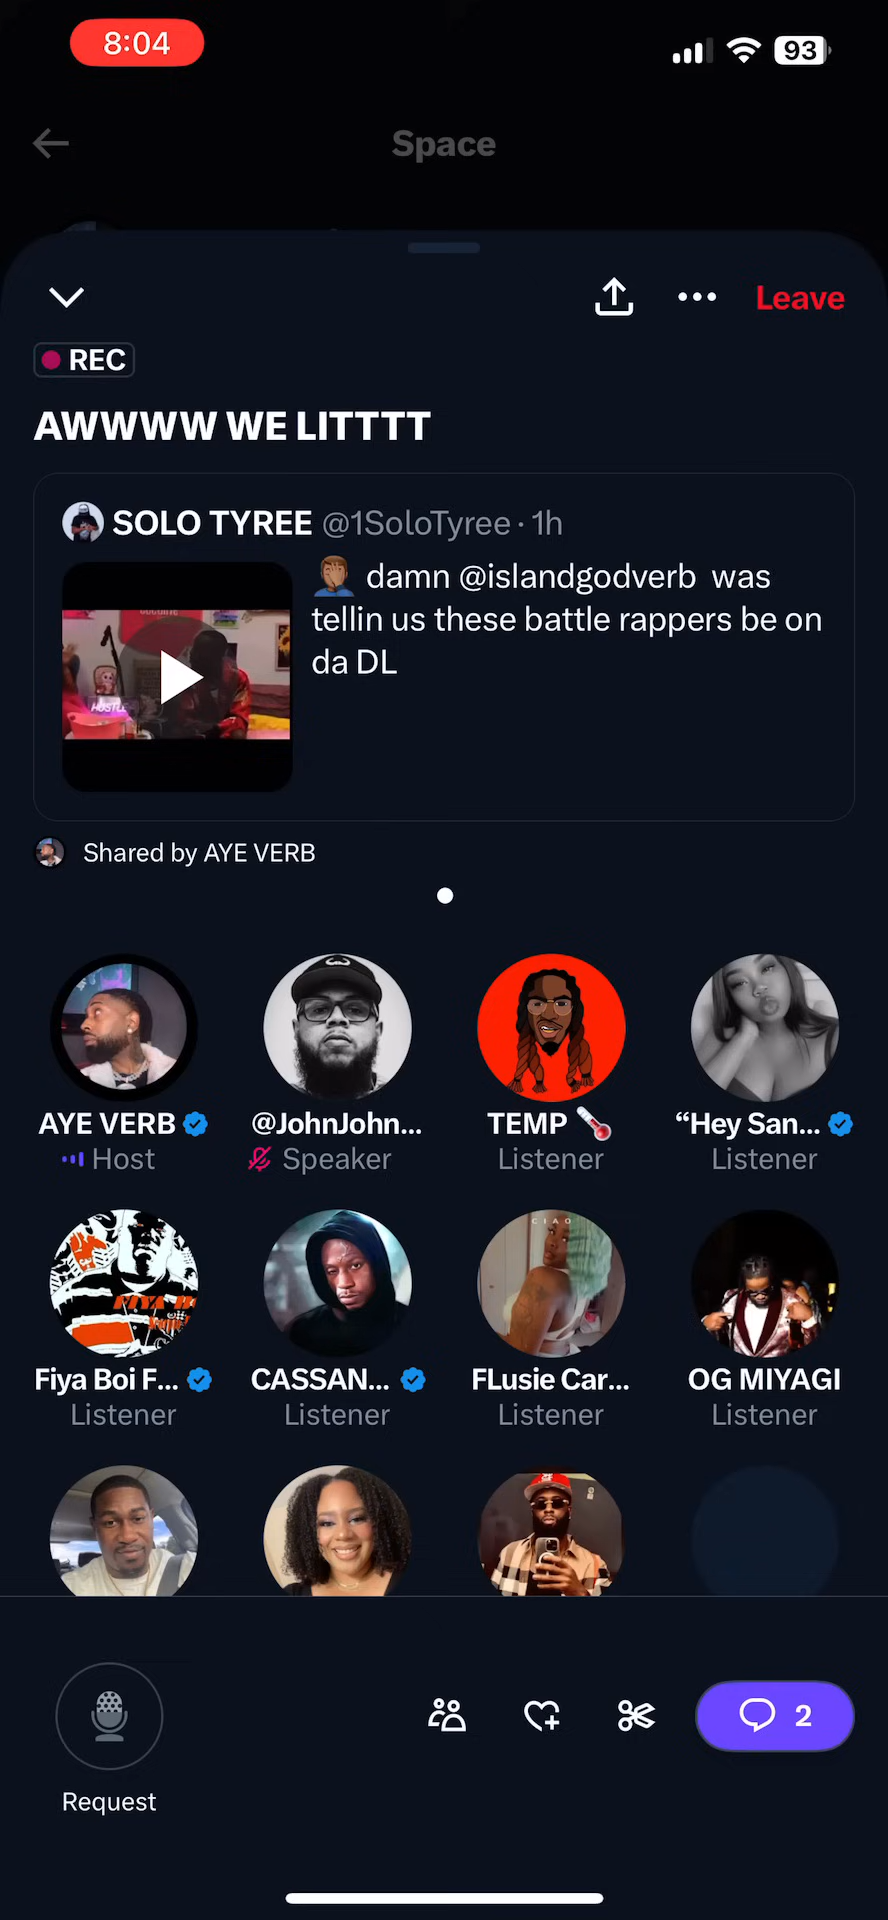 8:04
93
Space
Leave
REC
AWWWW WE LITTTT
SOLO TYREE @1SoloTyree · 1h
🤦🏽‍♂️ damn @islandgodverb was
tellin us these battle rappers be on
da DL
HUSTLE
Shared by AYE VERB
CIAO
AYE VERB
@JohnJohn...
TEMP 🌡️
“Hey San...
Host
Speaker
Listener
Listener
Fiya Boi F...
CASSAN...
FLusie Car...
OG MIYAGI
Listener
Listener
Listener
Listener
2
Request